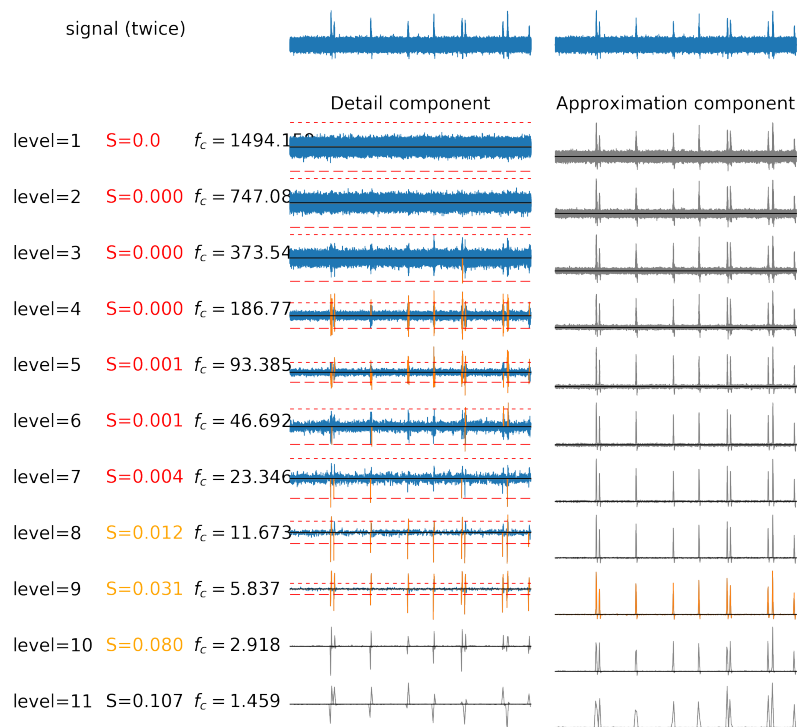 signal (twice)
Detail component Approximation component
level=1 S=0.0 f_c = 1494.158
level=2 S=0.000 f_c = 747.08
level=3 S=0.000 f_c = 373.54
level=4 S=0.000 f_c = 186.77
level=5 S=0.001 f_c = 93.385
level=6 S=0.001 f_c = 46.692
level=7 S=0.004 f_c = 23.346
level=8 S=0.012 f_c = 11.673
level=9 S=0.031 f_c = 5.837
level=10 S=0.080 f_c = 2.918
level=11 S=0.107 f_c = 1.459